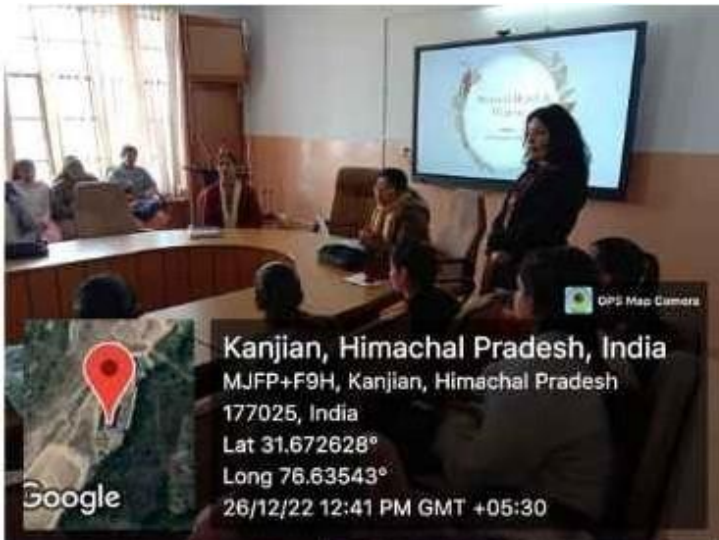 GPS Map Camera
Kanjian, Himachal Pradesh, India
MJFP+F9H, Kanjian, Himachal Pradesh
177025, India
Lat 31.672628°
Long 76.63543°
26/12/22 12:41 PM GMT +05:30
Google